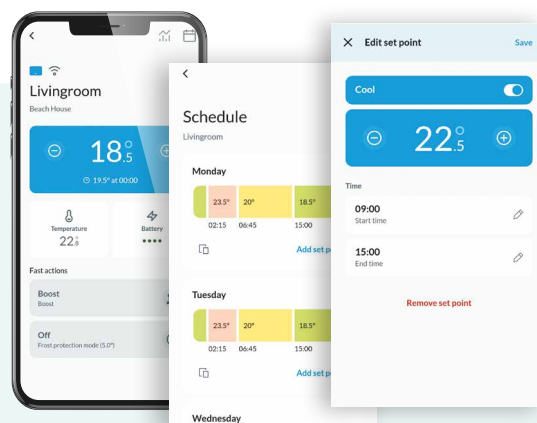 Livingroom
Beach House
18.5°
19.5° at 00:00
Temperature
22.8°
Battery
Fast actions
Boost
Boost
Off
Frost protection mode (5.0°)
Schedule
Livingroom
Monday
23.5° 20° 18.5°
02:15 06:45 15:00
Add set p
Tuesday
23.5° 20° 18.5°
02:15 06:45 15:00
Add set p
Wednesday
Edit set point
Save
Cool
22.5°
Time
09:00
Start time
15:00
End time
Remove set point